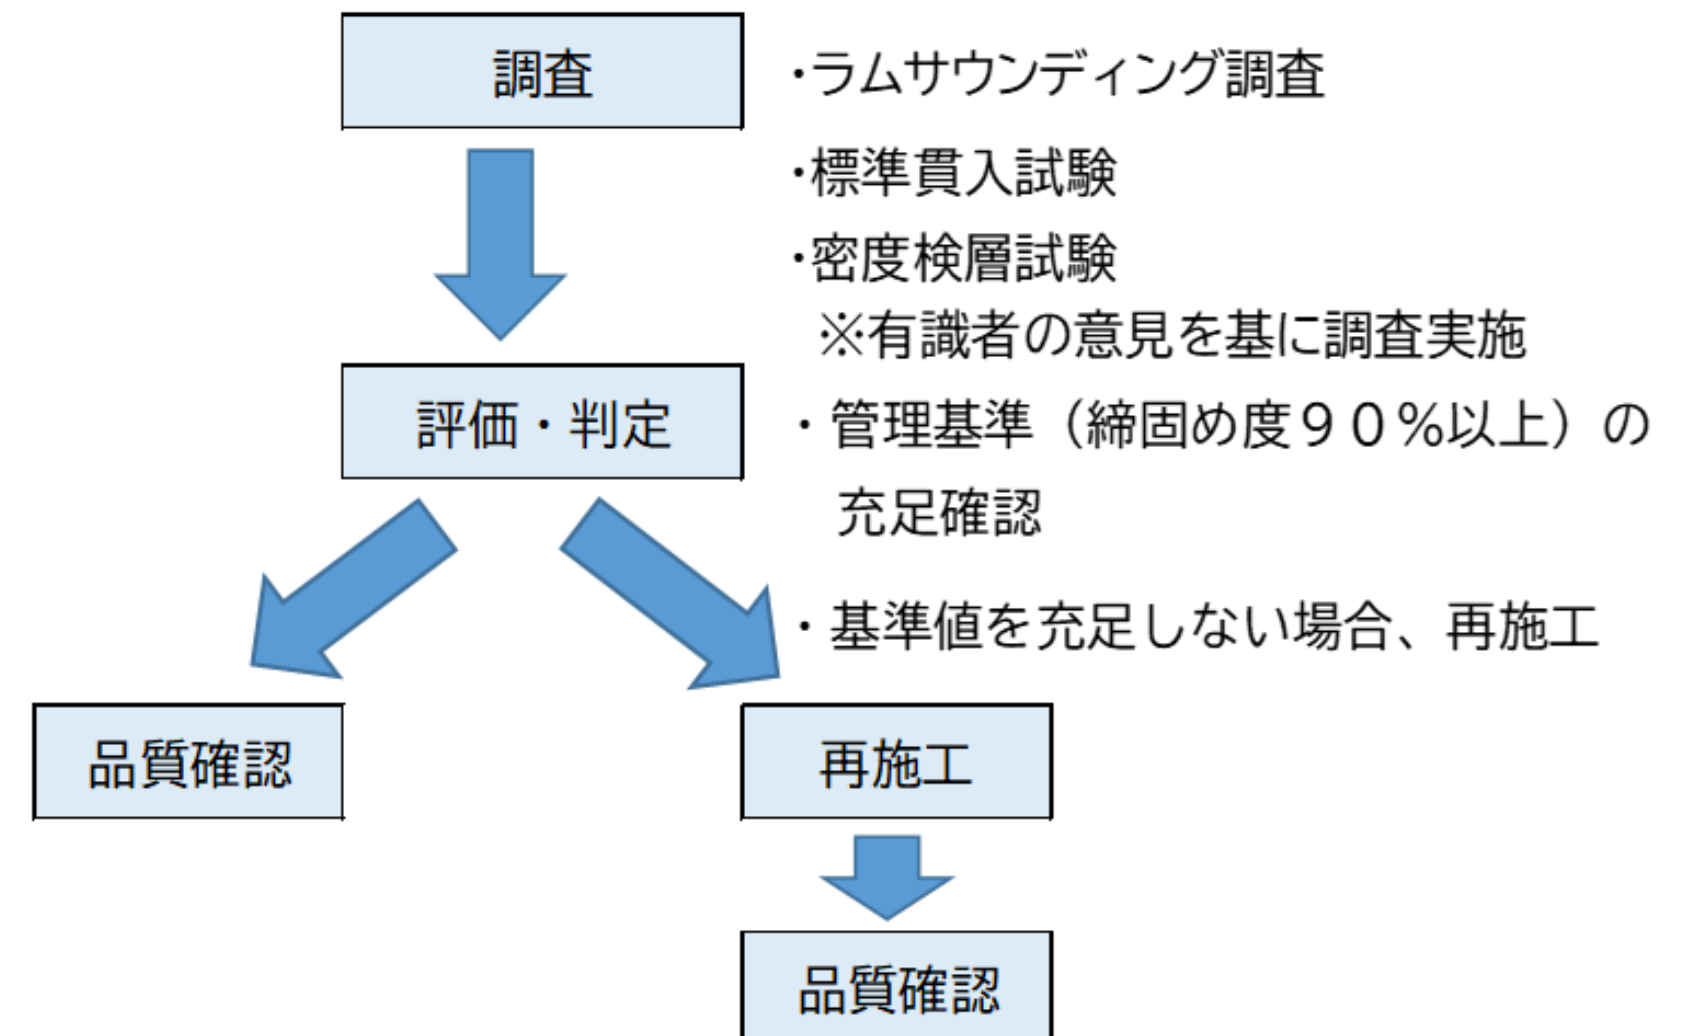 調査
・ラムサウンディング調査
・標準貫入試験
・密度検層試験
※有識者の意見を基に調査実施
評価・判定
・管理基準（締固め度９０％以上）の
充足確認
・基準値を充足しない場合、再施工
品質確認
再施工
品質確認